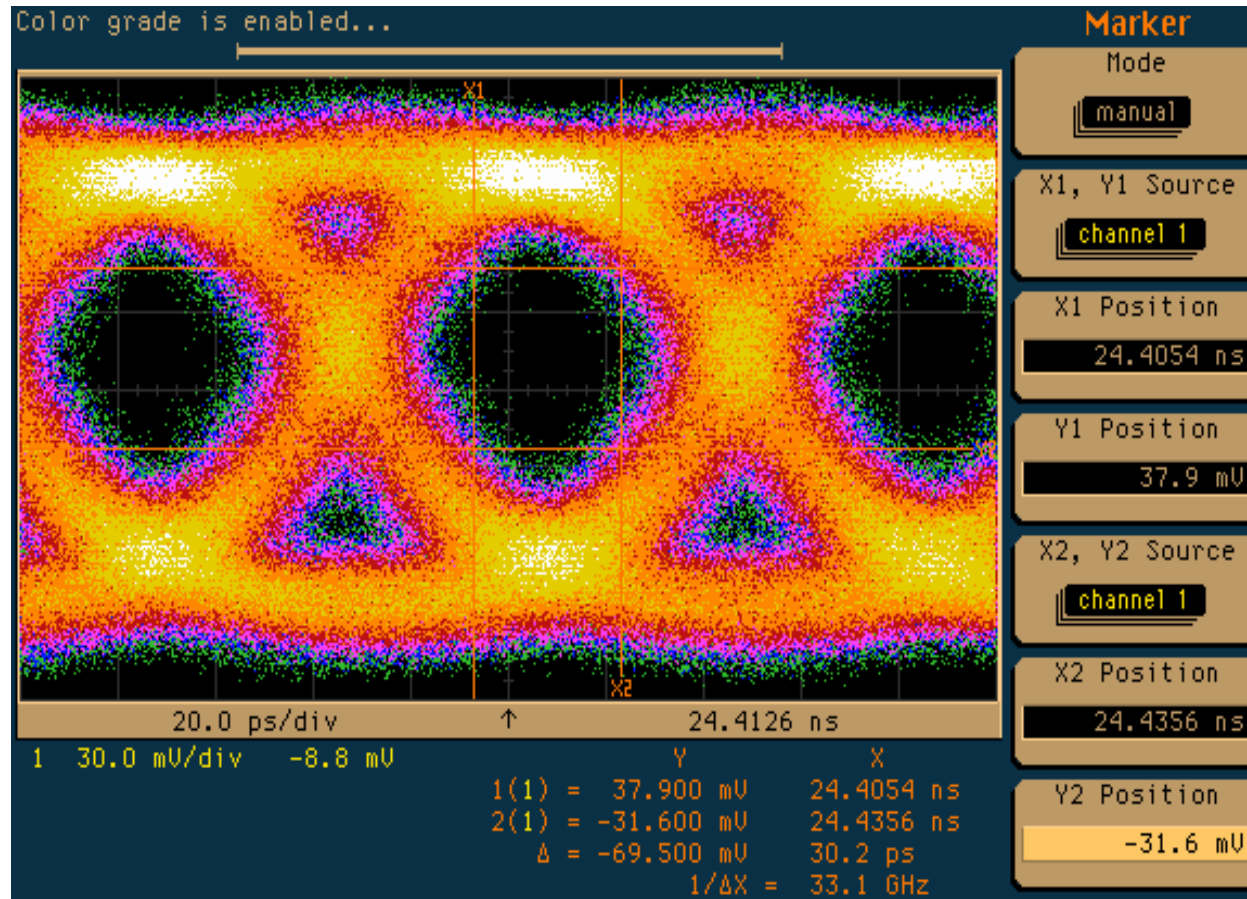 Color grade is enabled...
Marker
Mode
manual
X1, Y1 Source
channel 1
X1 Position
24.4054 ns
Y1 Position
37.9 mV
X2, Y2 Source
channel 1
X2 Position
24.4356 ns
Y2 Position
-31.6 mV
X1
X2
20.0 ps/div ↑ 24.4126 ns
1 30.0 mV/div -8.8 mV
Y X
1(1) = 37.900 mV 24.4054 ns
2(1) = -31.600 mV 24.4356 ns
Δ = -69.500 mV 30.2 ps
1/ΔX = 33.1 GHz